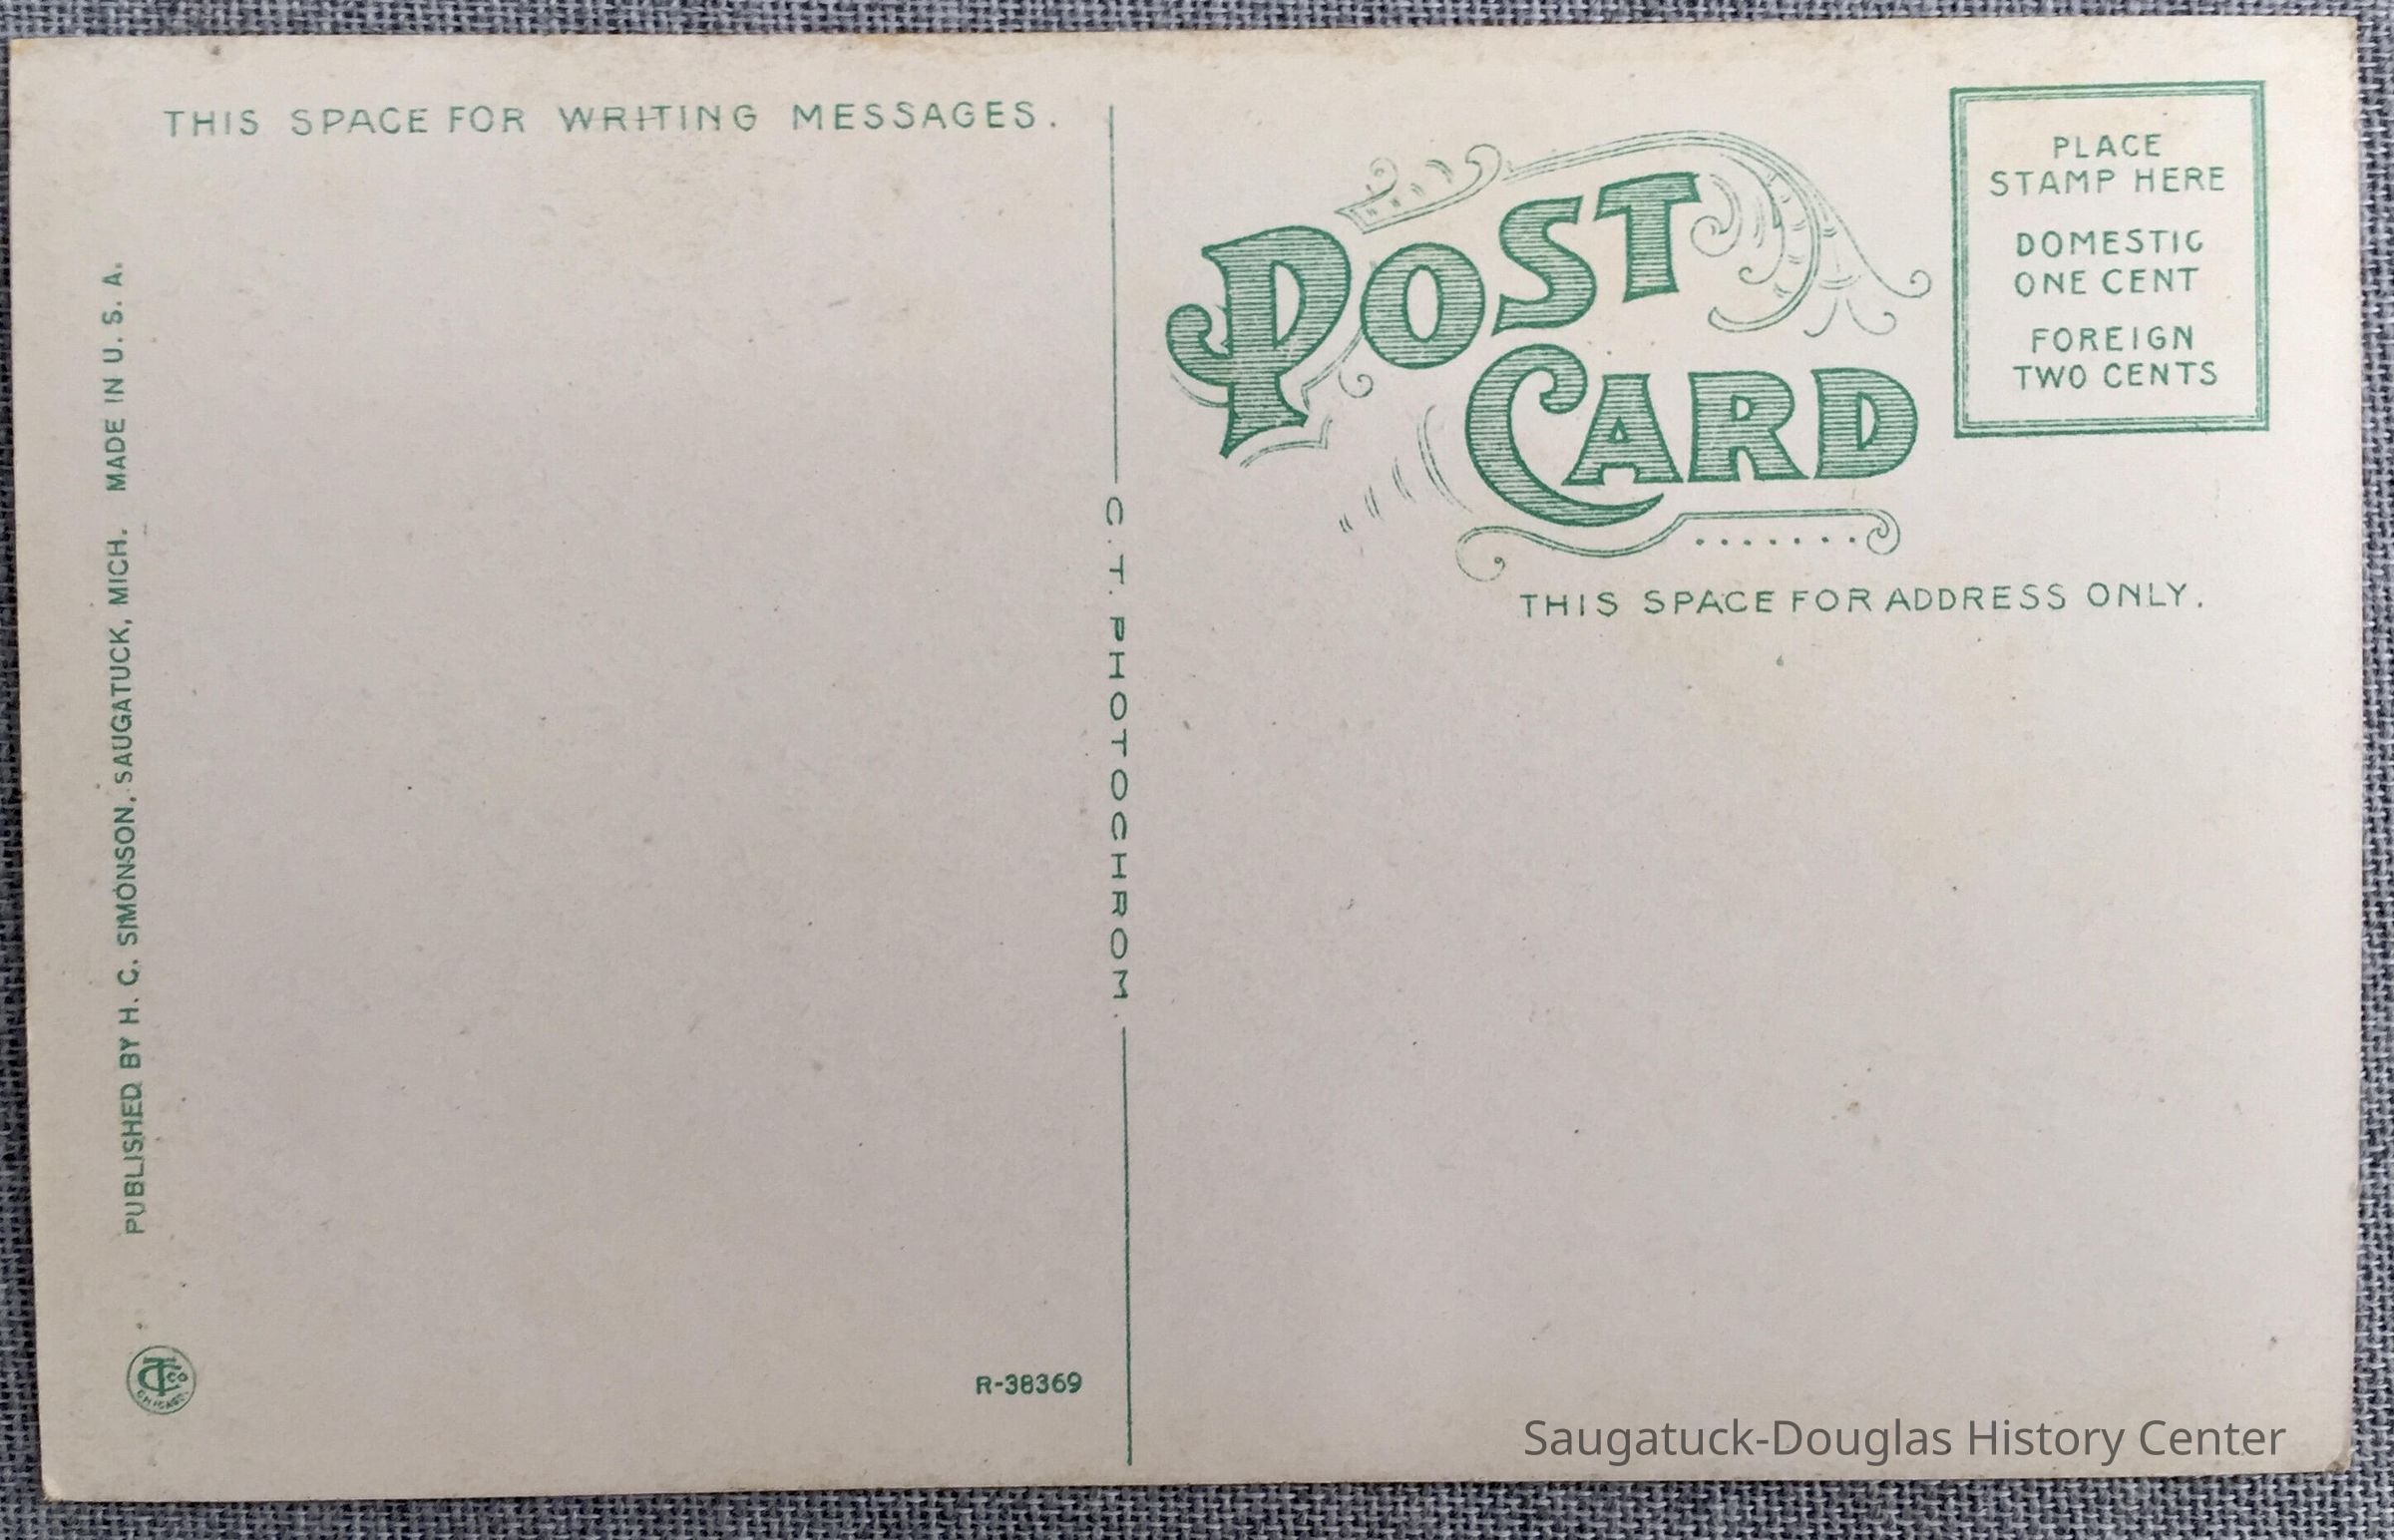 THIS SPACE FOR WRITING MESSAGES.
POST
CARD
PLACE
STAMP HERE
DOMESTIC
ONE CENT
FOREIGN
TWO CENTS
THIS SPACE FOR ADDRESS ONLY.
PUBLISHED BY H. C. SIMONSON, SAUGATUCK, MICH. MADE IN U. S. A.
C. T. PHOTOCHROM.
CHICAGO
R-38369
Saugatuck-Douglas History Center